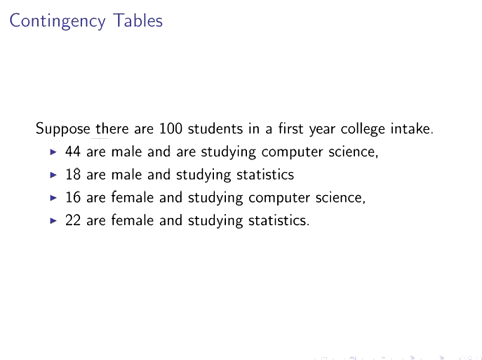 Contingency Tables
Suppose there are 100 students in a first year college intake.
▶ 44 are male and are studying computer science,
▶ 18 are male and studying statistics
▶ 16 are female and studying computer science,
▶ 22 are female and studying statistics.